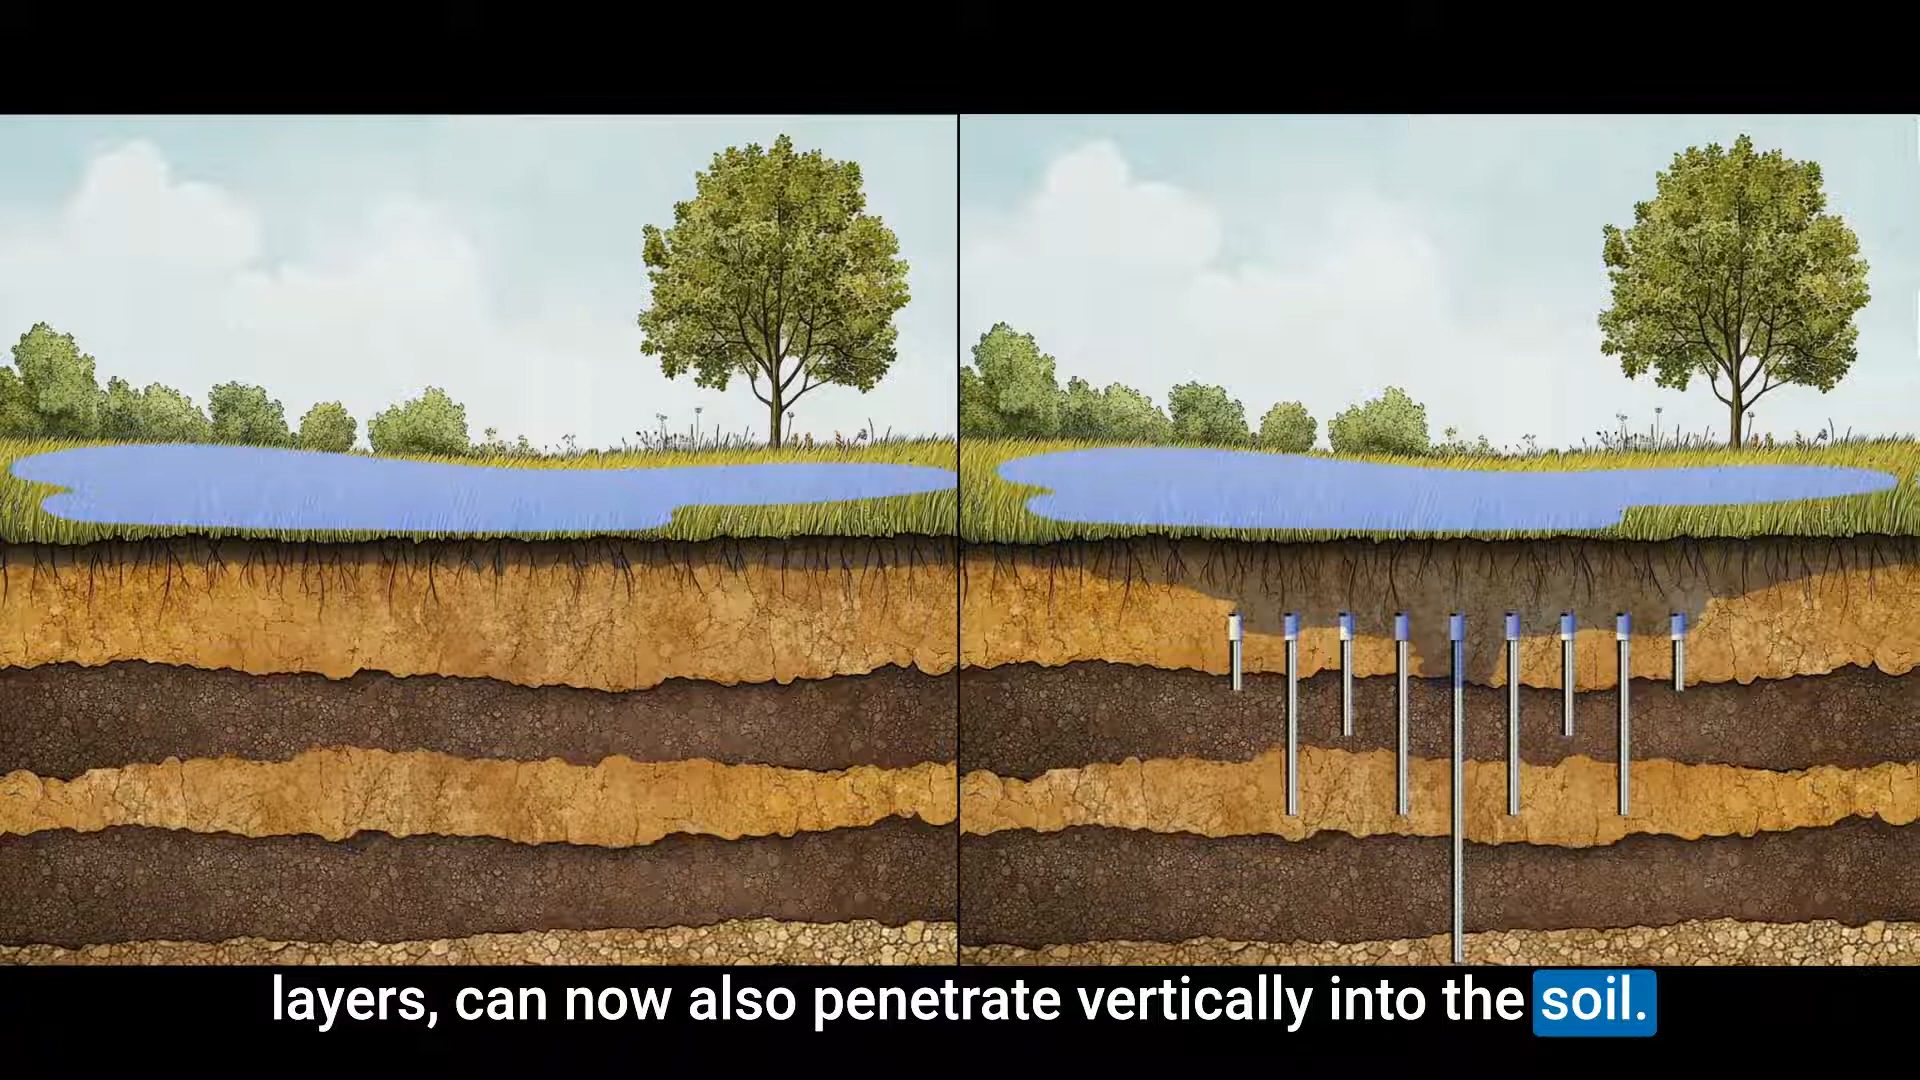 layers, can now also penetrate vertically into the soil.